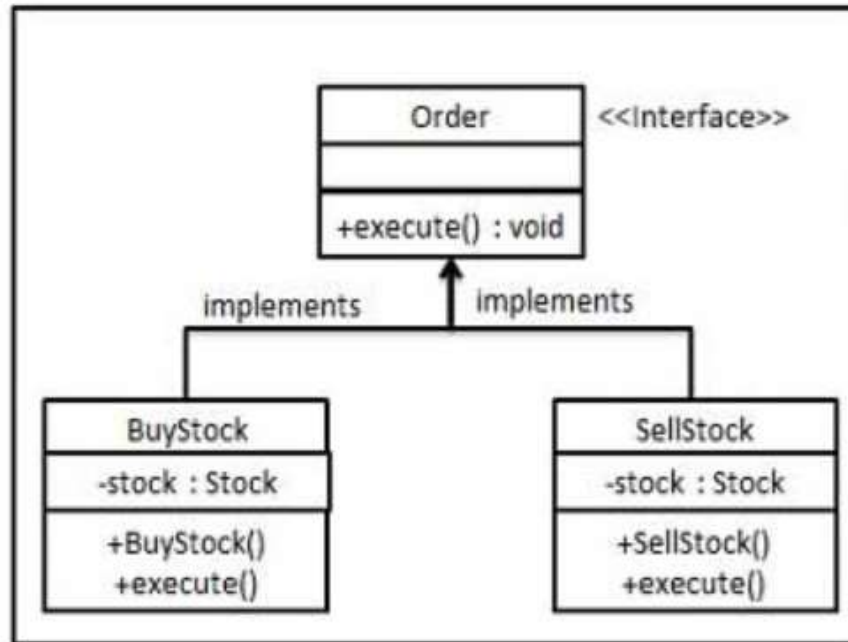 Order
<<Interface>>
+execute() : void
implements
implements
BuyStock
-stock : Stock
+BuyStock()
+execute()
SellStock
-stock : Stock
+SellStock()
+execute()